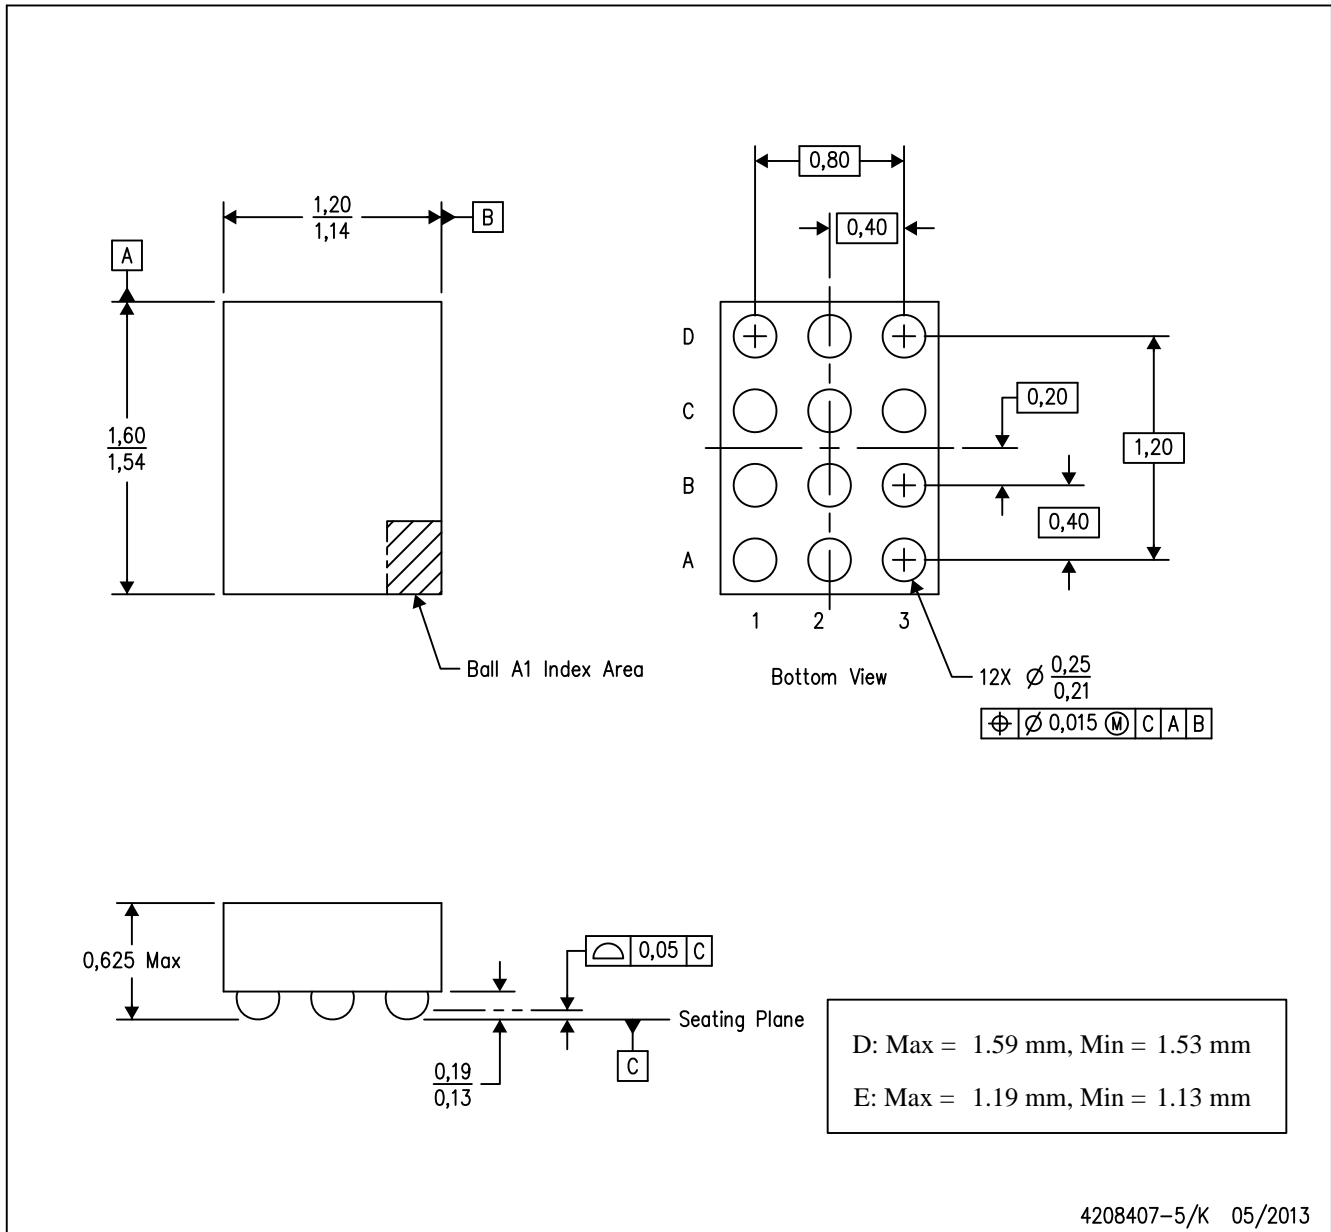 0,80
0,40
1,20
1,14
B
A
D
C
B
A
1,60
1,54
0,20
1,20
0,40
1 2 3
Ball A1 Index Area
Bottom View
12X Ø 0,25
0,21
⌖ Ø 0,015 Ⓜ C A B
0,625 Max
⌓ 0,05 C
Seating Plane
C
0,19
0,13
D: Max = 1.59 mm, Min = 1.53 mm
E: Max = 1.19 mm, Min = 1.13 mm
4208407-5/K 05/2013